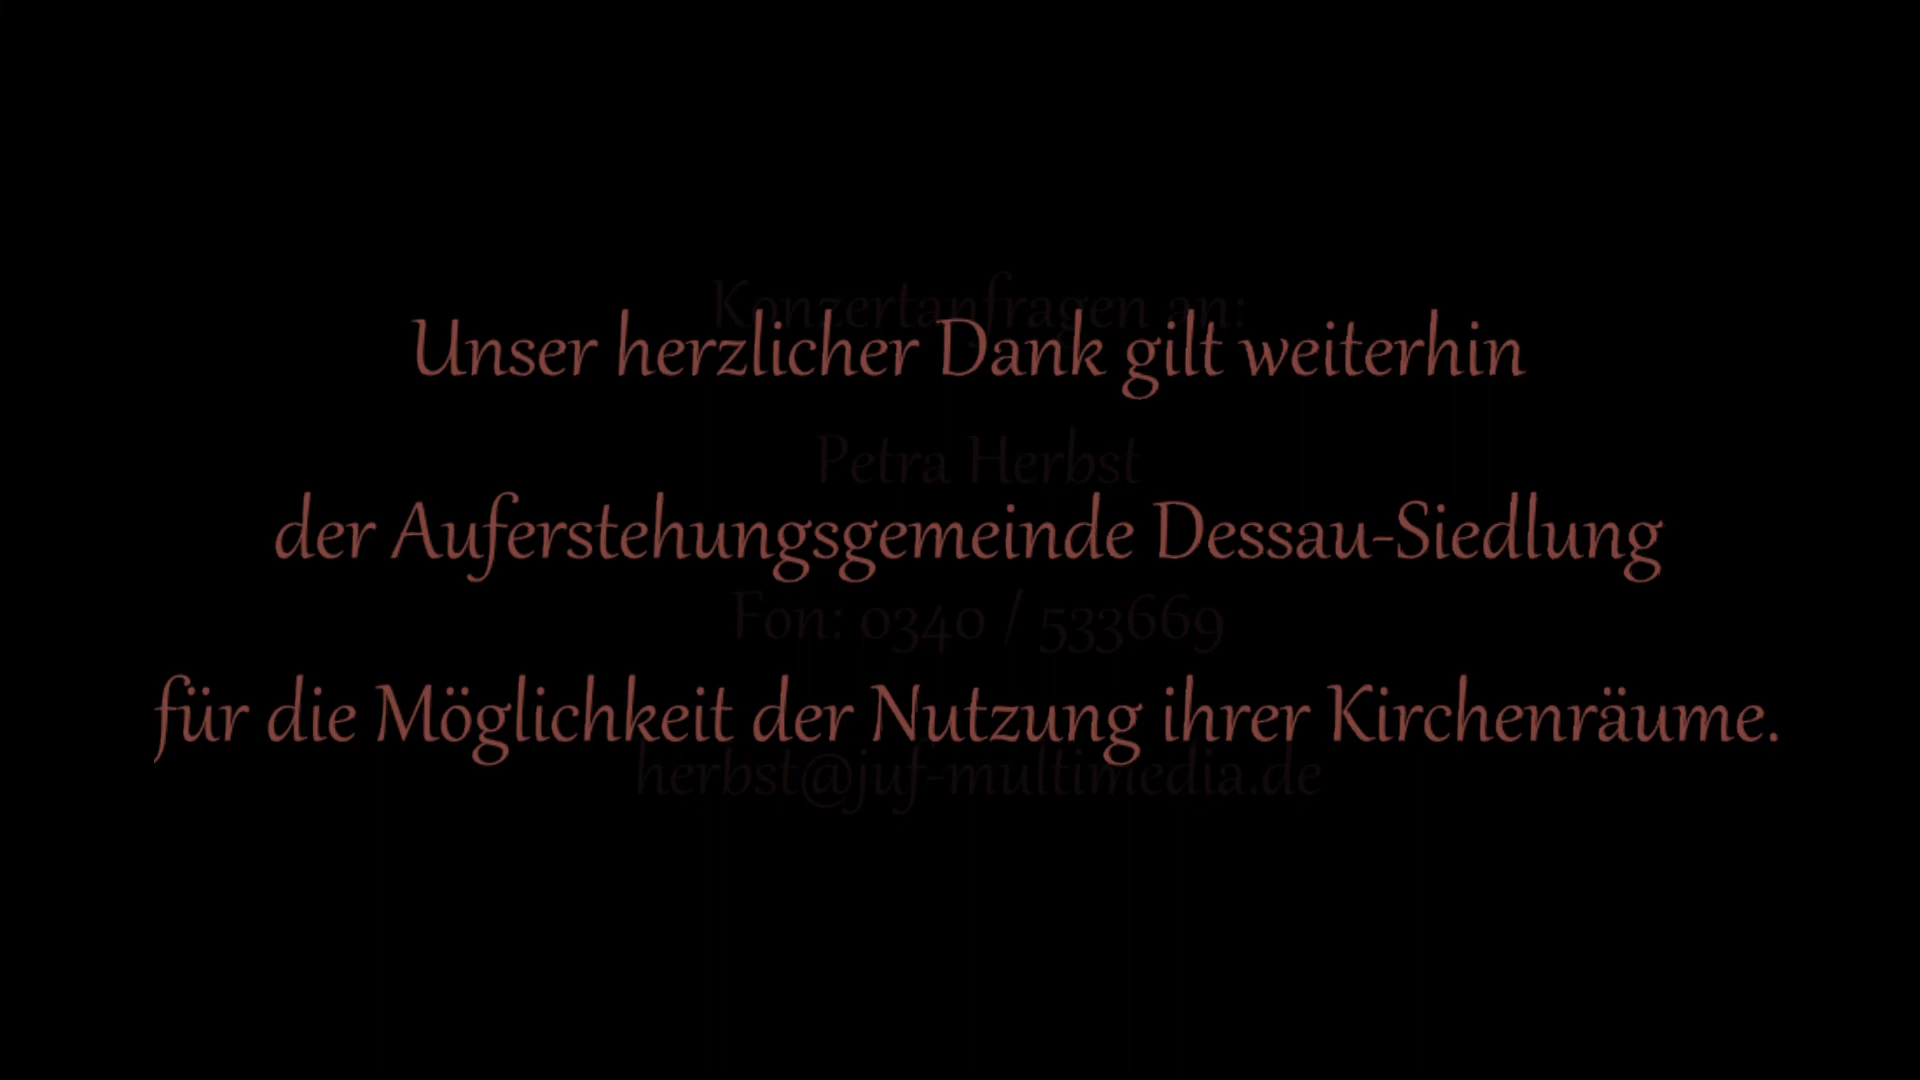 Konzertanfragen an:
Unser herzlicher Dank gilt weiterhin
Petra Herbst
der Auferstehungsgemeinde Dessau-Siedlung
Fon: 0340 / 533669
für die Möglichkeit der Nutzung ihrer Kirchenräume.
herbst@juf-multimedia.de